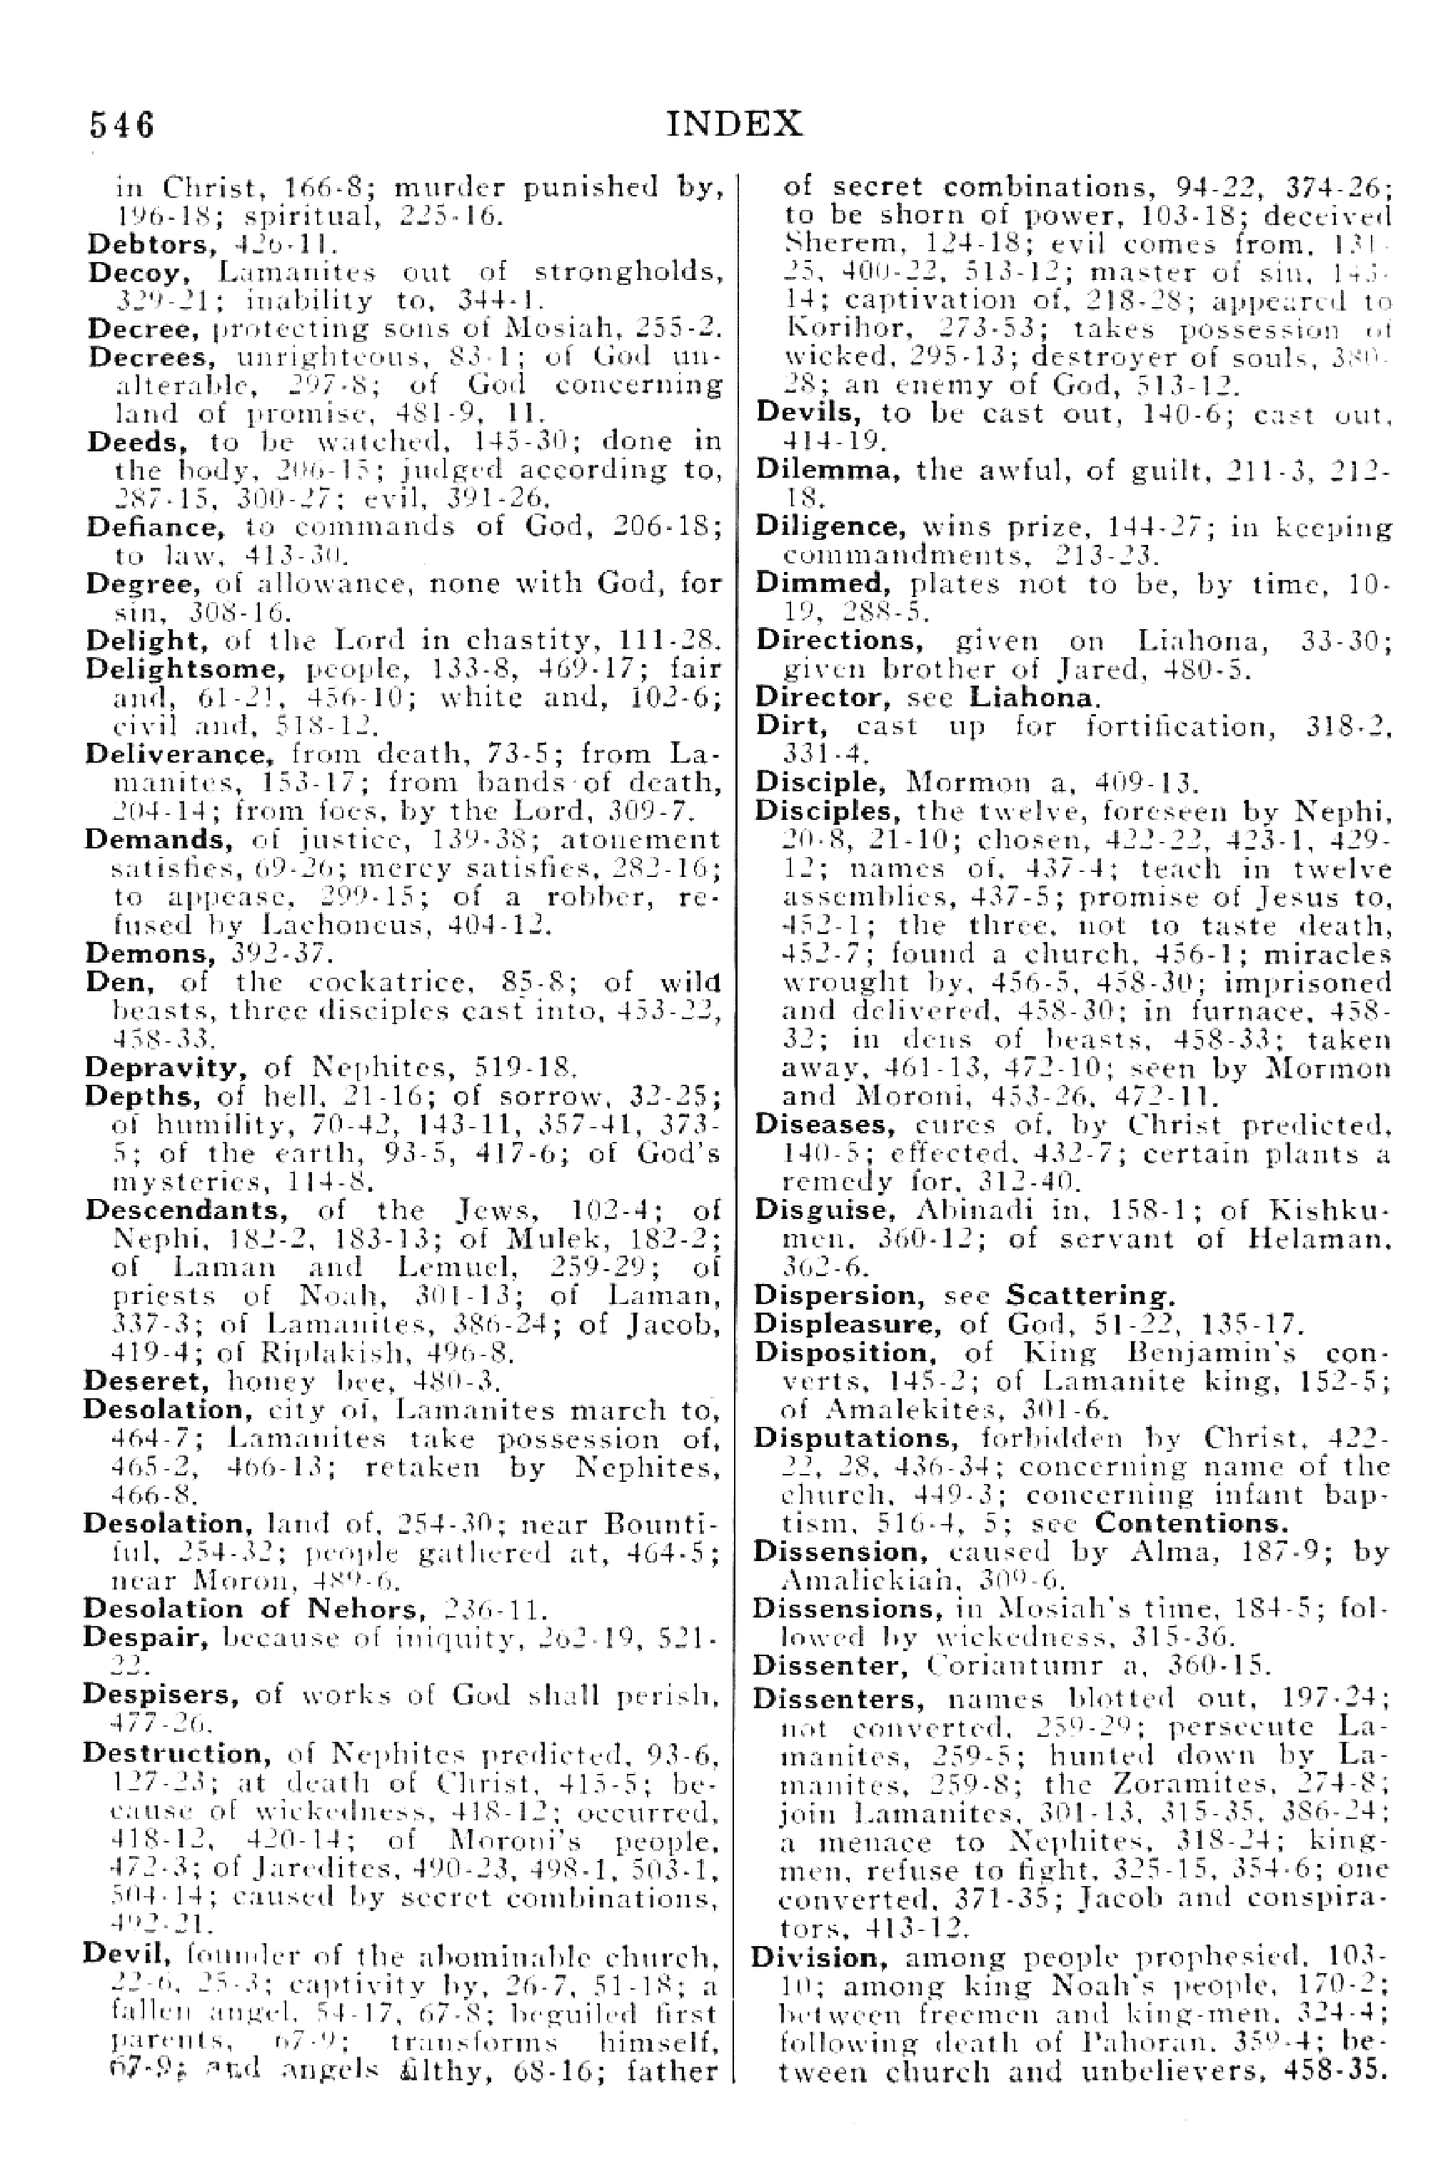 546 INDEX
in Christ, 166-8; murder punished by,
196-18; spiritual, 225-16.
Debtors, 426-11.
Decoy, Lamanites out of strongholds,
329-21; inability to, 344-1.
Decree, protecting sons of Mosiah, 255-2.
Decrees, unrighteous, 83-1; of God un-
alterable, 297-8; of God concerning
land of promise, 481-9, 11.
Deeds, to be watched, 145-30; done in
the body, 206-15; judged according to,
287-15, 300-27; evil, 391-26.
Defiance, to commands of God, 206-18;
to law, 413-30.
Degree, of allowance, none with God, for
sin, 308-16.
Delight, of the Lord in chastity, 111-28.
Delightsome, people, 133-8, 469-17; fair
and, 61-21, 456-10; white and, 102-6;
civil and, 518-12.
Deliverance, from death, 73-5; from La-
manites, 153-17; from bands of death,
204-14; from foes, by the Lord, 309-7.
Demands, of justice, 139-38; atonement
satisfies, 69-26; mercy satisfies, 282-16;
to appease, 299-15; of a robber, re-
fused by Lachoneus, 404-12.
Demons, 392-37.
Den, of the cockatrice, 85-8; of wild
beasts, three disciples cast into, 453-22,
458-33.
Depravity, of Nephites, 519-18.
Depths, of hell, 21-16; of sorrow, 32-25;
of humility, 70-42, 143-11, 357-41, 373-
5; of the earth, 93-5, 417-6; of God's
mysteries, 114-8.
Descendants, of the Jews, 102-4; of
Nephi, 182-2, 183-13; of Mulek, 182-2;
of Laman and Lemuel, 259-29; of
priests of Noah, 301-13; of Laman,
337-3; of Lamanites, 386-24; of Jacob,
419-4; of Riplakish, 496-8.
Deseret, honey bee, 480-3.
Desolation, city of, Lamanites march to,
464-7; Lamanites take possession of,
465-2, 466-13; retaken by Nephites,
466-8.
Desolation, land of, 254-30; near Bounti-
ful, 254-32; people gathered at, 464-5;
near Moron, 489-6.
Desolation of Nehors, 236-11.
Despair, because of iniquity, 262-19, 521-
22.
Despisers, of works of God shall perish,
477-26.
Destruction, of Nephites predicted, 93-6,
127-23; at death of Christ, 415-5; be-
cause of wickedness, 418-12; occurred,
418-12, 420-14; of Moroni's people,
472-3; of Jaredites, 490-23, 498-1, 503-1,
504-14; caused by secret combinations,
492-21.
Devil, founder of the abominable church,
22-6, 25-3; captivity by, 26-7, 51-18; a
fallen angel, 54-17, 67-8; beguiled first
parents, 67-9; transforms himself,
67-9; and angels filthy, 68-16; father
of secret combinations, 94-22, 374-26;
to be shorn of power, 103-18; deceived
Sherem, 124-18; evil comes from, 131-
25, 400-22, 513-12; master of sin, 143-
14; captivation of, 218-28; appeared to
Korihor, 273-53; takes possession of
wicked, 295-13; destroyer of souls, 380-
28; an enemy of God, 513-12.
Devils, to be cast out, 140-6; cast out,
414-19.
Dilemma, the awful, of guilt, 211-3, 212-
18.
Diligence, wins prize, 144-27; in keeping
commandments, 213-23.
Dimmed, plates not to be, by time, 10-
19, 288-5.
Directions, given on Liahona, 33-30;
given brother of Jared, 480-5.
Director, see Liahona.
Dirt, cast up for fortification, 318-2,
331-4.
Disciple, Mormon a, 409-13.
Disciples, the twelve, foreseen by Nephi,
20-8, 21-10; chosen, 422-22, 423-1, 429-
12; names of, 437-4; teach in twelve
assemblies, 437-5; promise of Jesus to,
452-1; the three, not to taste death,
452-7; found a church, 456-1; miracles
wrought by, 456-5, 458-30; imprisoned
and delivered, 458-30; in furnace, 458-
32; in dens of beasts, 458-33; taken
away, 461-13, 472-10; seen by Mormon
and Moroni, 453-26, 472-11.
Diseases, cures of, by Christ predicted,
140-5; effected, 432-7; certain plants a
remedy for, 312-40.
Disguise, Abinadi in, 158-1; of Kishku-
men, 360-12; of servant of Helaman,
362-6.
Dispersion, see Scattering.
Displeasure, of God, 51-22, 135-17.
Disposition, of King Benjamin's con-
verts, 145-2; of Lamanite king, 152-5;
of Amalekites, 301-6.
Disputations, forbidden by Christ, 422-
22, 28, 436-34; concerning name of the
church, 449-3; concerning infant bap-
tism, 516-4, 5; see Contentions.
Dissension, caused by Alma, 187-9; by
Amalickiah, 309-6.
Dissensions, in Mosiah's time, 184-5; fol-
lowed by wickedness, 315-36.
Dissenter, Coriantumr a, 360-15.
Dissenters, names blotted out, 197-24;
not converted, 259-29; persecute La-
manites, 259-5; hunted down by La-
manites, 259-8; the Zoramites, 274-8;
join Lamanites, 301-13, 315-35, 386-24;
a menace to Nephites, 318-24; king-
men, refuse to fight, 325-15, 354-6; one
converted, 371-35; Jacob and conspira-
tors, 413-12.
Division, among people prophesied, 103-
10; among king Noah's people, 170-2;
between freemen and king-men, 324-4;
following death of Pahoran, 359-4; be-
tween church and unbelievers, 458-35.